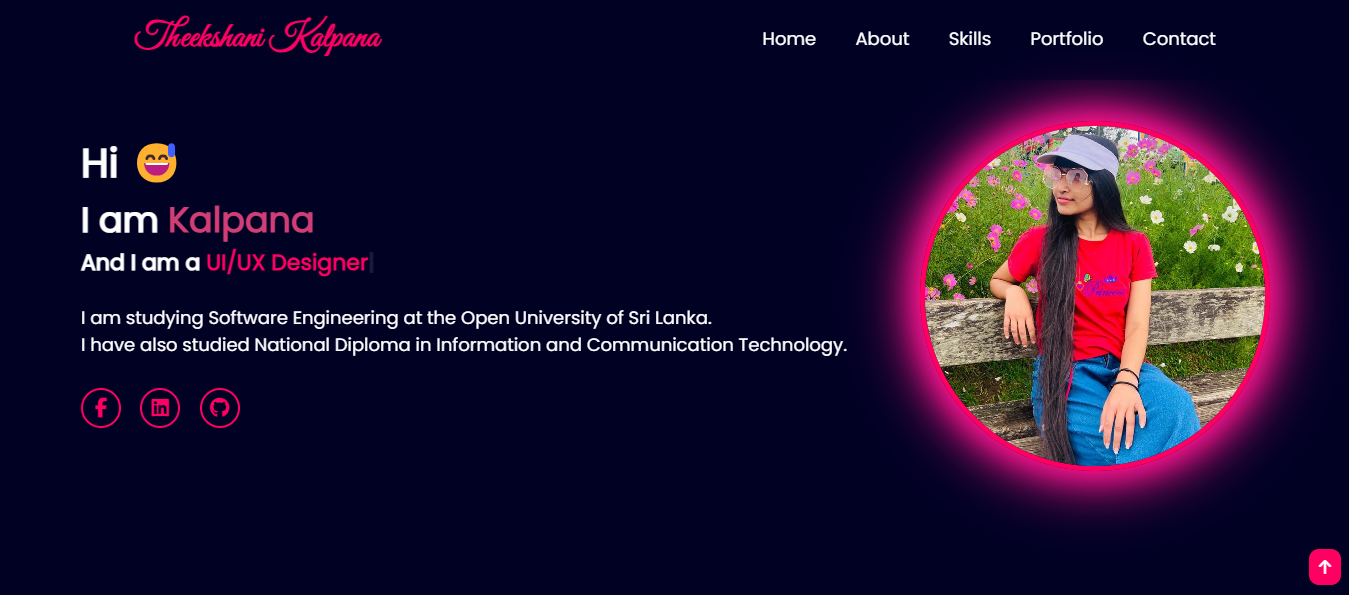 Theekshani Kalpana
Home About Skills Portfolio Contact
Hi 😅
I am Kalpana
And I am a UI/UX Designer|
I am studying Software Engineering at the Open University of Sri Lanka.
I have also studied National Diploma in Information and Communication Technology.